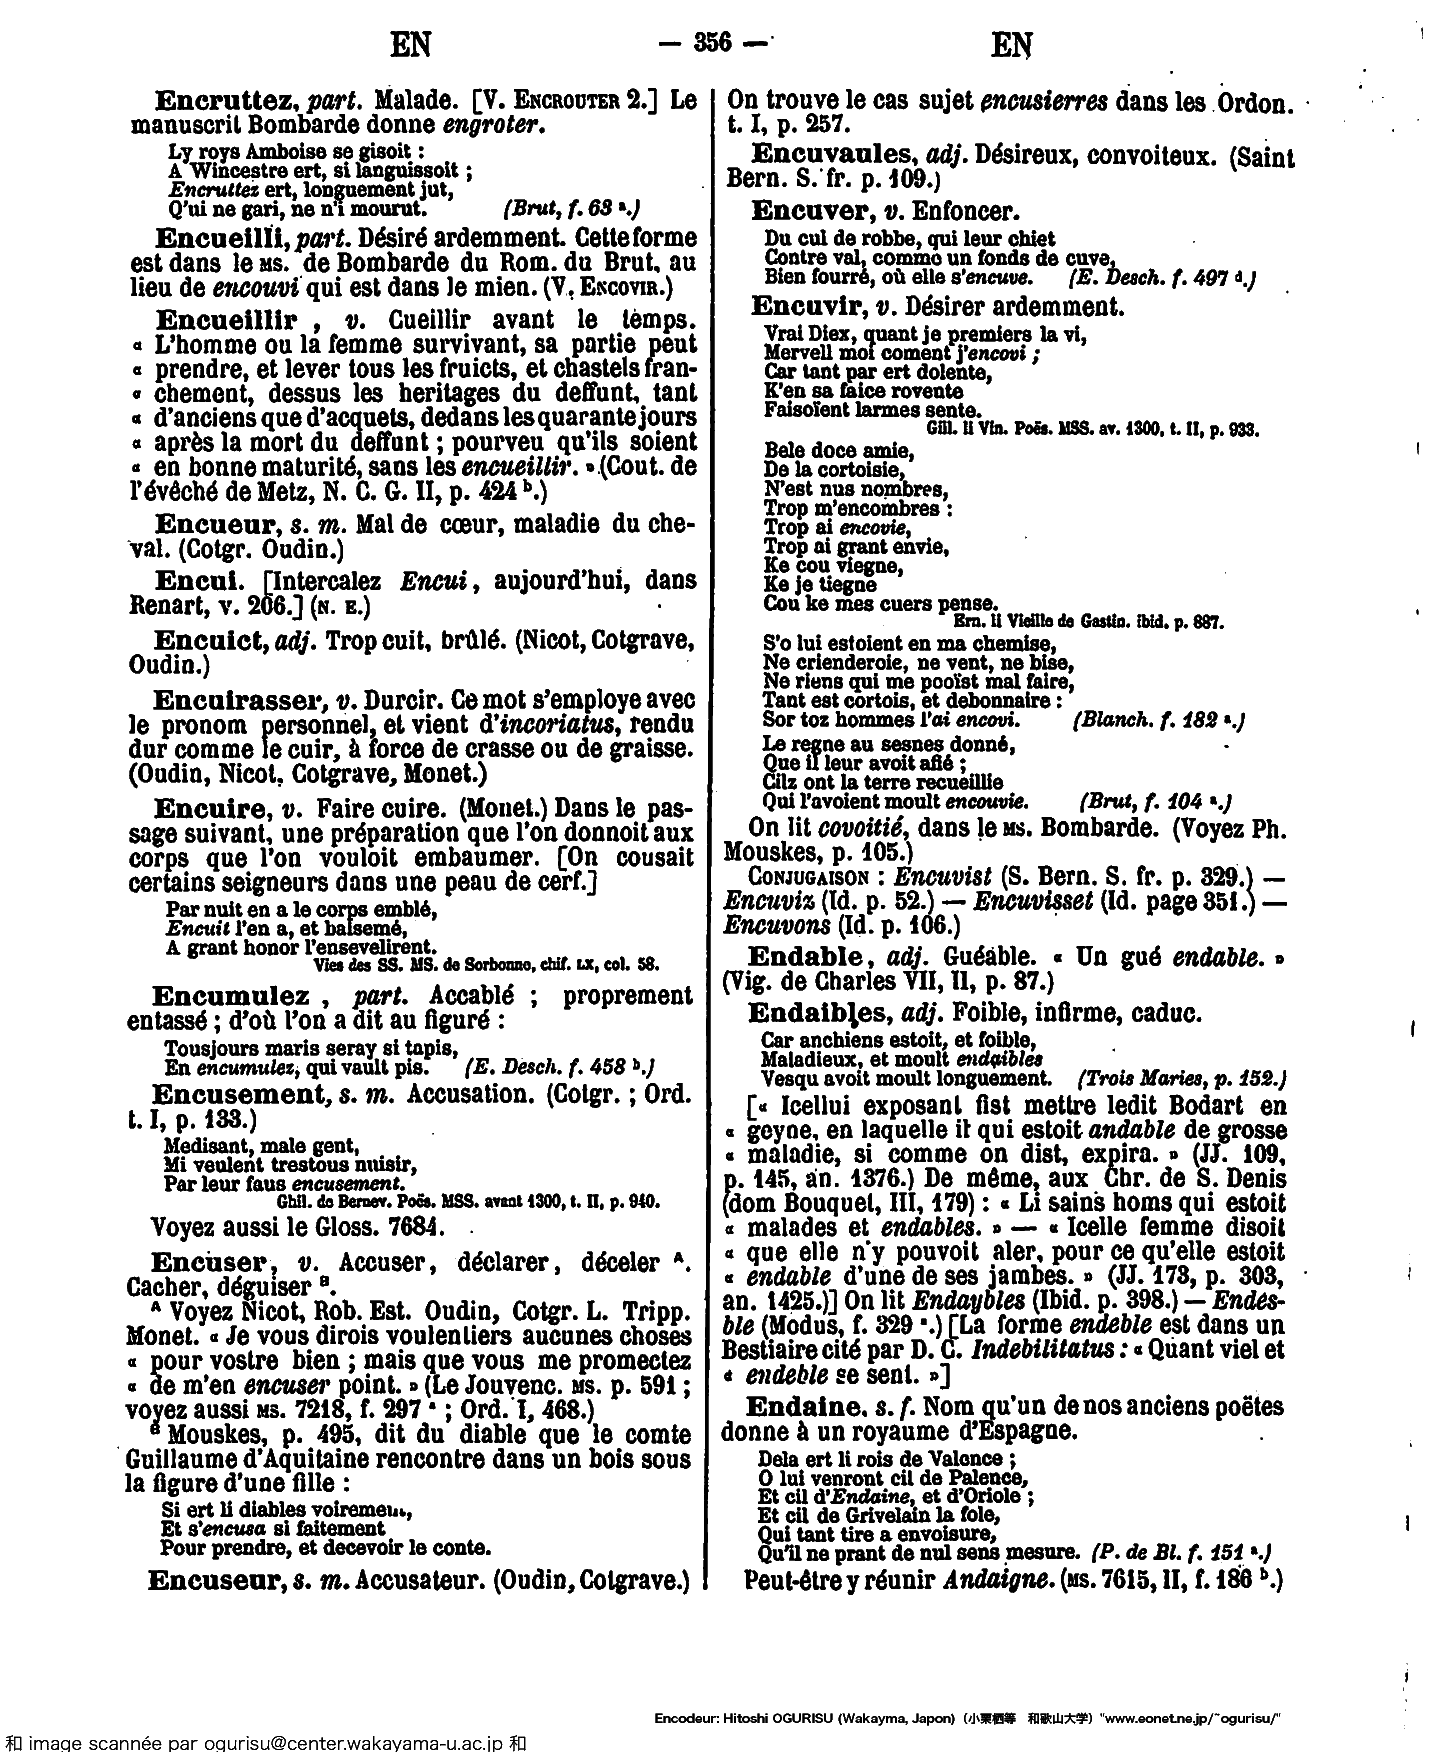 EN — 356 — EN
Encruttez, part. Malade. [V. ENCROUTER 2.] Le
manuscrit Bombarde donne engroter.
Ly roys Amboise se gisoit :
A Wincestre ert, si languissoit ;
Encruttez ert, longuement jut,
Q'ui ne gari, ne n'i mourut. (Brut, f. 63 a.)
Encueilli, part. Désiré ardemment. Cette forme
est dans le MS. de Bombarde du Rom. du Brut, au
lieu de encouvi qui est dans le mien. (V. ENCOVIR.)
Encueillir , v. Cueillir avant le temps.
« L'homme ou la femme survivant, sa partie peut
« prendre, et lever tous les fruicts, et chastels fran-
« chement, dessus les heritages du deffunt, tant
« d'anciens que d'acquets, dedans les quarante jours
« après la mort du deffunt ; pourveu qu'ils soient
« en bonne maturité, sans les encueillir. » (Cout. de
l'évêché de Metz, N. C. G. II, p. 424 b.)
Encueur, s. m. Mal de cœur, maladie du che-
val. (Cotgr. Oudin.)
Encui. [Intercalez Encui, aujourd'hui, dans
Renart, v. 206.] (N. E.)
Encuict, adj. Trop cuit, brûlé. (Nicot, Cotgrave,
Oudin.)
Encuirasser, v. Durcir. Ce mot s'employe avec
le pronom personnel, et vient d'incoriatus, rendu
dur comme le cuir, à force de crasse ou de graisse.
(Oudin, Nicot, Cotgrave, Monet.)
Encuire, v. Faire cuire. (Monet.) Dans le pas-
sage suivant, une préparation que l'on donnoit aux
corps que l'on vouloit embaumer. [On cousait
certains seigneurs dans une peau de cerf.]
Par nuit en a le corps emblé,
Encuit l'en a, et balsemé,
A grant honor l'ensevelirent.
Vies des SS. MS. de Sorbonne, chif. LX, col. 58.
Encumulez , part. Accablé ; proprement
entassé ; d'où l'on a dit au figuré :
Tousjours maris seray si tapis,
En encumulez, qui vault pis. (E. Desch. f. 458 b.)
Encusement, s. m. Accusation. (Cotgr. ; Ord.
t. I, p. 133.)
Medisant, male gent,
Mi veulent trestous nuisir,
Par leur faus encusement.
Ghil. de Bernev. Poës. MSS. avant 1300, t. II, p. 940.
Voyez aussi le Gloss. 7684.
Encuser, v. Accuser, déclarer, déceler A.
Cacher, déguiser B.
A Voyez Nicot, Rob. Est. Oudin, Cotgr. L. Tripp.
Monet. « Je vous dirois voulentiers aucunes choses
« pour vostre bien ; mais que vous me promectez
« de m'en encuser point. » (Le Jouvenc. MS. p. 591 ;
voyez aussi MS. 7218, f. 297 a ; Ord. I, 468.)
B Mouskes, p. 495, dit du diable que le comte
Guillaume d'Aquitaine rencontre dans un bois sous
la figure d'une fille :
Si ert li diables voirement,
Et s'encusa si faitement
Pour prendre, et decevoir le conte.
Encuseur, s. m. Accusateur. (Oudin, Cotgrave.)
On trouve le cas sujet encusierres dans les Ordon.
t. I, p. 257.
Encuvaules, adj. Désireux, convoiteux. (Saint
Bern. S. fr. p. 109.)
Encuver, v. Enfoncer.
Du cul de robbe, qui leur chiet
Contre val, comme un fonds de cuve,
Bien fourré, où elle s'encuve. (E. Desch. f. 497 d.)
Encuvir, v. Désirer ardemment.
Vrai Diex, quant je premiers la vi,
Mervell moi coment j'encovi ;
Car tant par ert dolente,
K'en sa faice rovente
Faisoïent larmes sente.
Gill. li Vin. Poës. MSS. av. 1300, t. II, p. 933.
Bele doce amie,
De la cortoisie,
N'est nus nombres,
Trop m'encombres :
Trop ai encovie,
Trop ai grant envie,
Ke cou viegne,
Ke je tiegne
Cou ke mes cuers pense.
Ern. li Vieille de Gastin. ibid. p. 887.
S'o lui estoient en ma chemise,
Ne crienderoie, ne vent, ne bise,
Ne riens qui me pooïst mal faire,
Tant est cortois, et debonnaire :
Sor toz hommes l'ai encovi. (Blanch. f. 182 a.)
Le regne au sesnes donné,
Que il leur avoit afié ;
Cilz ont la terre recueillie
Qui l'avoient moult encouvie. (Brut, f. 104 a.)
On lit covoitié, dans le MS. Bombarde. (Voyez Ph.
Mouskes, p. 105.)
CONJUGAISON : Encuvist (S. Bern. S. fr. p. 329.) —
Encuviz (Id. p. 52.) — Encuvisset (Id. page 351.) —
Encuvons (Id. p. 106.)
Endable, adj. Guéable. « Un gué endable. »
(Vig. de Charles VII, II, p. 87.)
Endaibles, adj. Foible, infirme, caduc.
Car anchiens estoit, et foible,
Maladieux, et moult endaibles
Vesqu avoit moult longuement. (Trois Maries, p. 152.)
[« Icellui exposant fist mettre ledit Bodart en
« geyne, en laquelle il qui estoit andable de grosse
« maladie, si comme on dist, expira. » (JJ. 109,
p. 145, an. 1376.) De même, aux Chr. de S. Denis
(dom Bouquet, III, 179) : « Li sains homs qui estoit
« malades et endables. » — « Icelle femme disoit
« que elle n'y pouvoit aler, pour ce qu'elle estoit
« endable d'une de ses jambes. » (JJ. 173, p. 303,
an. 1425.)] On lit Endaybles (Ibid. p. 398.) — Endes-
ble (Modus, f. 329 a.) [La forme endeble est dans un
Bestiaire cité par D. C. Indebilitatus : « Quant viel et
« endeble se sent. »]
Endaine, s. f. Nom qu'un de nos anciens poëtes
donne à un royaume d'Espagne.
Dela ert li rois de Valence ;
O lui venront cil de Palence,
Et cil d'Endaine, et d'Oriole ;
Et cil de Grivelain la fole,
Qui tant tire a envoisure,
Qu'il ne prant de nul sens mesure. (P. de Bl. f. 151 a.)
Peut-être y réunir Andaigne. (MS. 7615, II, f. 186 b.)
Encodeur: Hitoshi OGURISU (Wakayma, Japon) (小栗栖等 和歌山大学) "www.eonet.ne.jp/~ogurisu/"
和 image scannée par ogurisu@center.wakayama-u.ac.jp 和